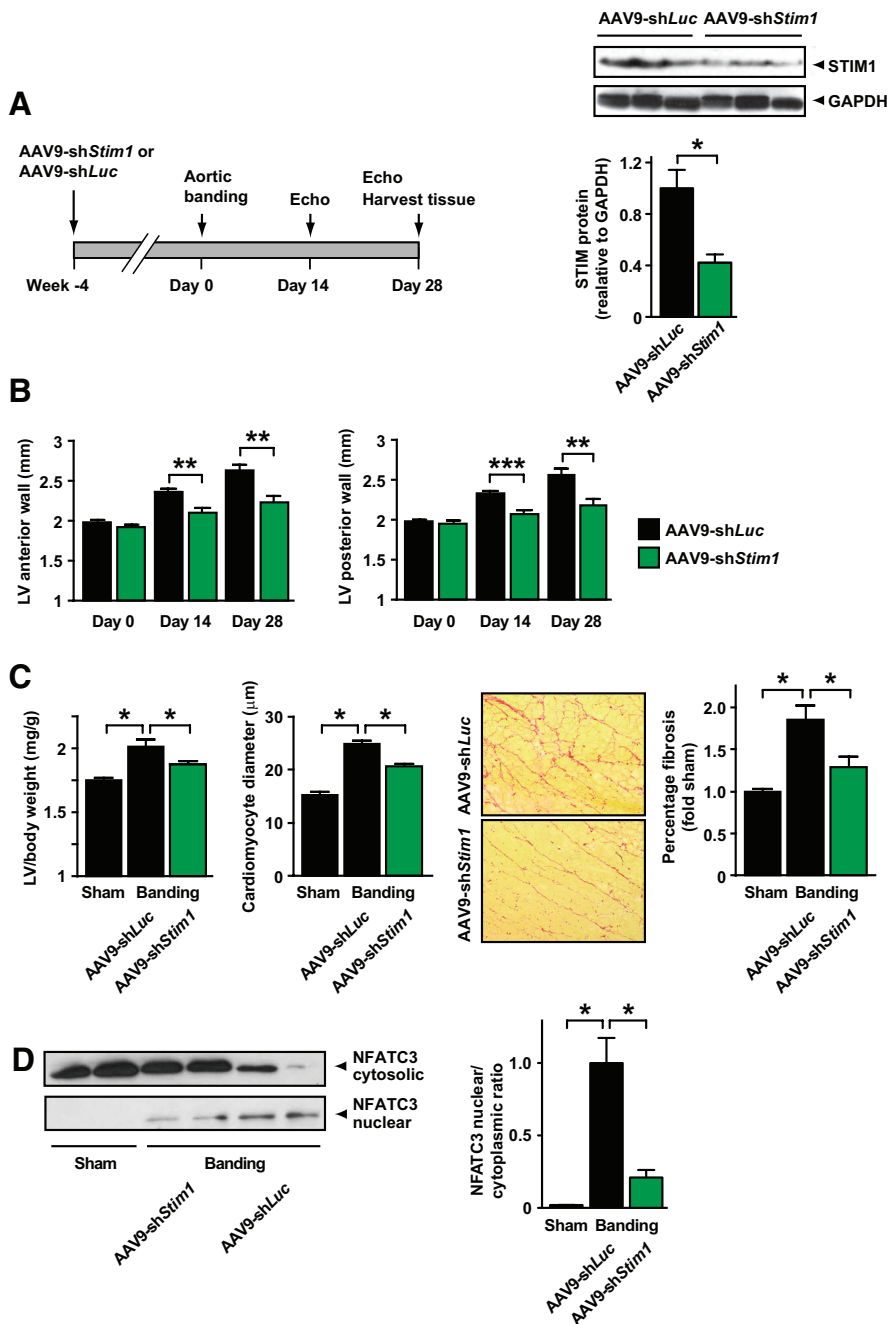 AAV9-shLuc AAV9-shStim1
STIM1
GAPDH
A
AAV9-shStim1 or
AAV9-shLuc
Aortic
banding
Echo
Echo
Harvest tissue
Week -4
Day 0
Day 14
Day 28
*
STIM protein
(realative to GAPDH)
1.2
0.8
0.4
0
AAV9-shLuc
AAV9-shStim1
B
LV anterior wall (mm)
3
2.5
2
1.5
1
**
**
Day 0 Day 14 Day 28
LV posterior wall (mm)
3
2.5
2
1.5
1
***
**
Day 0 Day 14 Day 28
AAV9-shLuc
AAV9-shStim1
C
LV/body weight (mg/g)
2
1.75
1
*
*
Sham Banding
AAV9-shLuc
AAV9-shStim1
Cardiomyocyte diameter (μm)
30
20
10
0
*
*
Sham Banding
AAV9-shLuc
AAV9-shStim1
AAV9-shLuc
AAV9-shStim1
Percentage fibrosis
(fold sham)
2.0
1.5
1.0
0.5
0
*
*
Sham Banding
AAV9-shLuc
AAV9-shStim1
D
NFATC3
cytosolic
NFATC3
nuclear
Sham
Banding
AAV9-shStim1
AAV9-shLuc
NFATC3 nuclear/
cytoplasmic ratio
1.0
0.5
0
*
*
Sham Banding
AAV9-shLuc
AAV9-shStim1